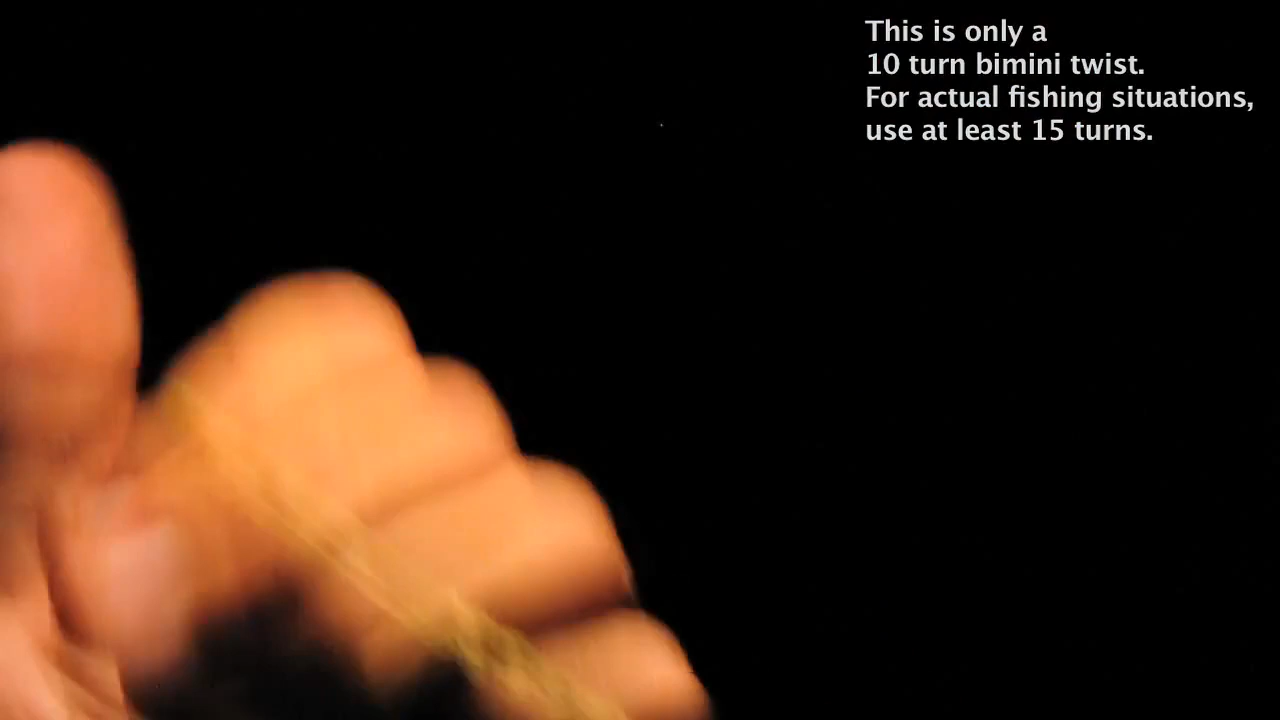 This is only a
10 turn bimini twist.
For actual fishing situations,
use at least 15 turns.